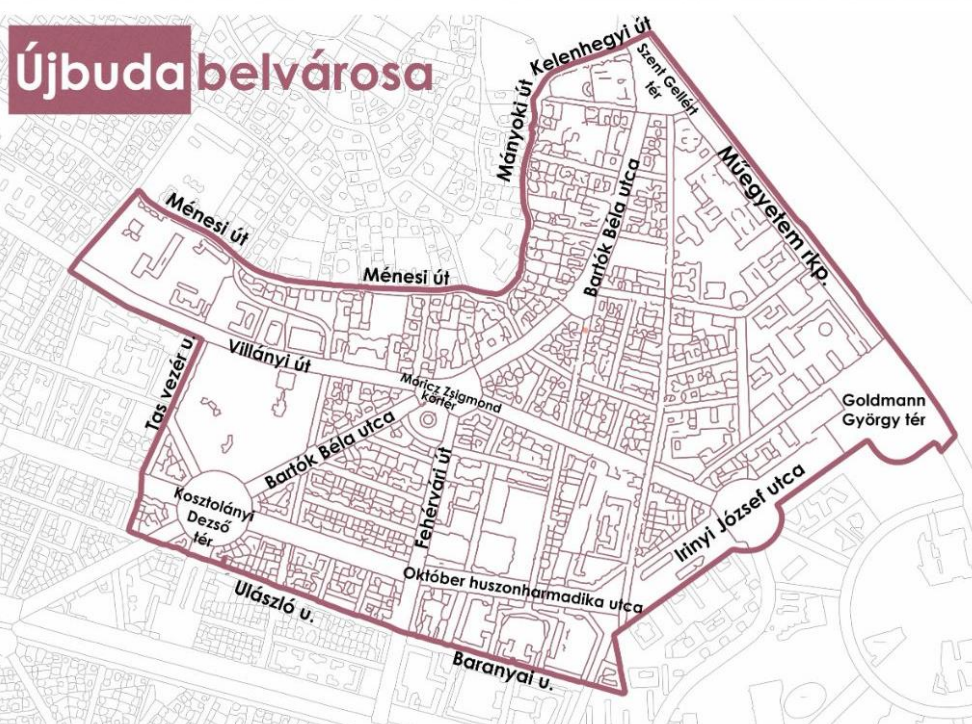 Újbuda belvárosa
Kelenhegyi út
Szent Gellért
tér
Mányoki út
Műegyetem rkp.
Bartók Béla utca
Ménesi út
Ménesi út
Villányi út
Tas vezér u.
Móricz Zsigmond
körtér
Goldmann
György tér
Bartók Béla utca
Fehérvári út
Kosztolányi
Dezső
tér
Irinyi József utca
Október huszonharmadika utca
Ulászló u.
Baranyai u.